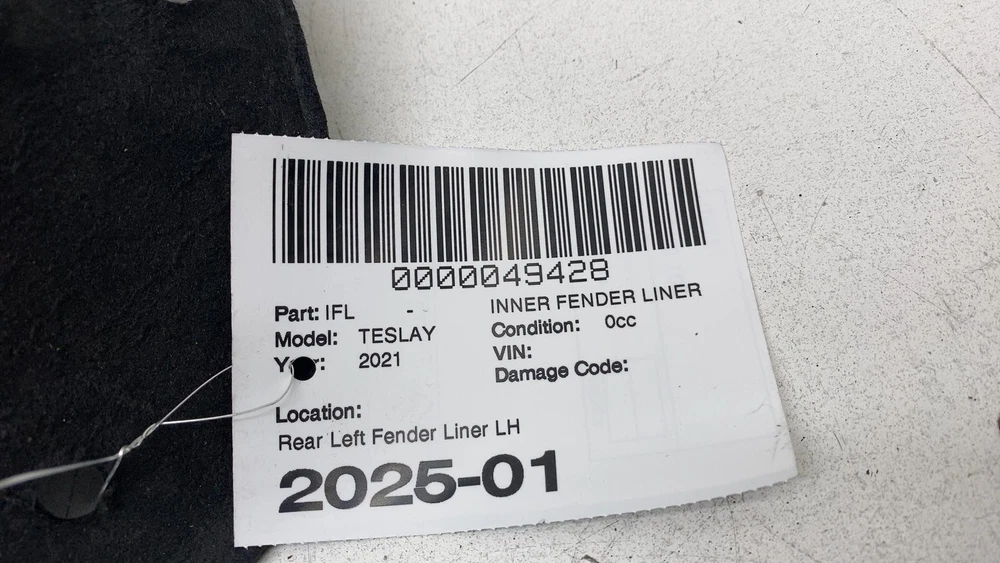 0000049428
Part: IFL - INNER FENDER LINER
Model: TESLAY Condition: 0cc
Year: 2021 VIN:
Damage Code:
Location:
Rear Left Fender Liner LH
2025-01